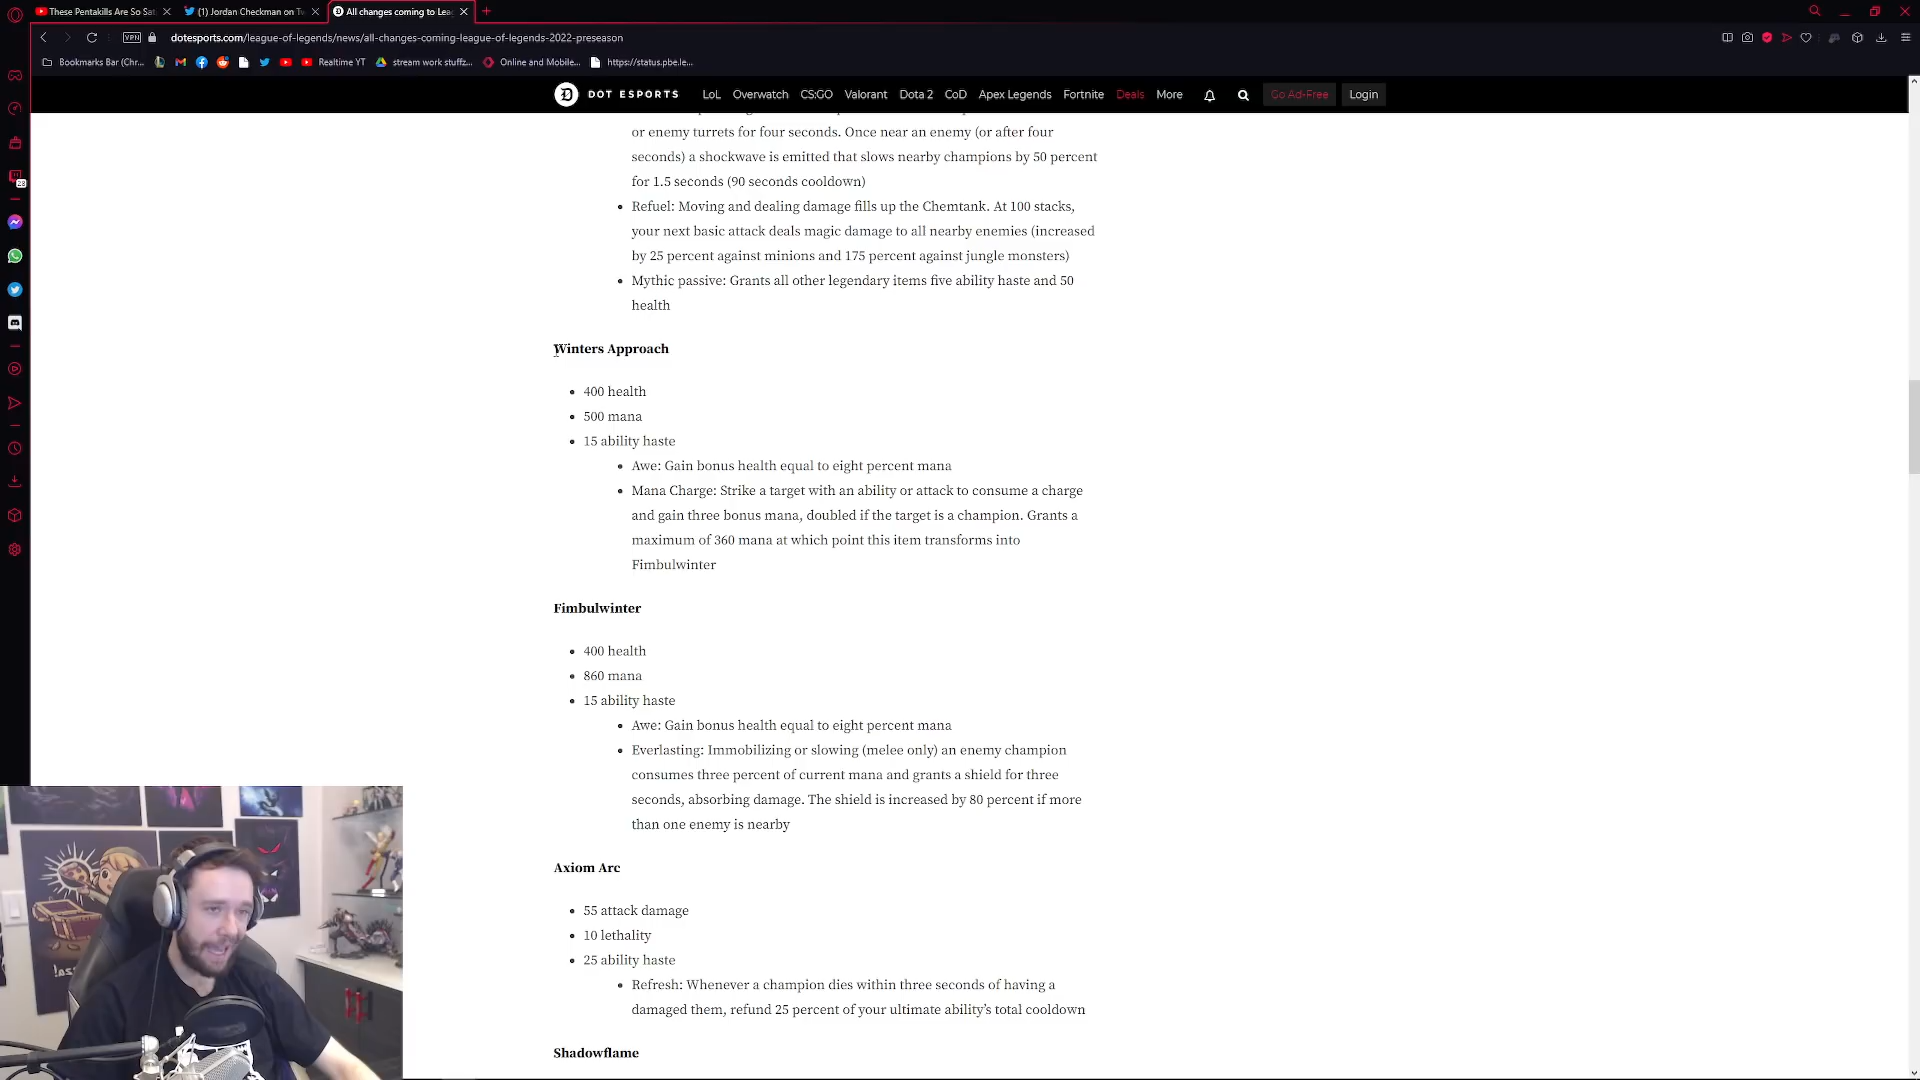 These Pentakills Are So Sat
(1) Jordan Checkman on Tw
All changes coming to Lea
VPN
dotesports.com/league-of-legends/news/all-changes-coming-league-of-legends-2022-preseason
Bookmarks Bar (Chr...
Realtime YT
stream work stuffz...
Online and Mobile...
https://status.pbe.le...
DOT ESPORTS
LoL Overwatch CS:GO Valorant Dota 2 CoD Apex Legends Fortnite Deals More
Go Ad-Free
Login
28
or enemy turrets for four seconds. Once near an enemy (or after four
seconds) a shockwave is emitted that slows nearby champions by 50 percent
for 1.5 seconds (90 seconds cooldown)
Refuel: Moving and dealing damage fills up the Chemtank. At 100 stacks,
your next basic attack deals magic damage to all nearby enemies (increased
by 25 percent against minions and 175 percent against jungle monsters)
Mythic passive: Grants all other legendary items five ability haste and 50
health
Winters Approach
400 health
500 mana
15 ability haste
Awe: Gain bonus health equal to eight percent mana
Mana Charge: Strike a target with an ability or attack to consume a charge
and gain three bonus mana, doubled if the target is a champion. Grants a
maximum of 360 mana at which point this item transforms into
Fimbulwinter
Fimbulwinter
400 health
860 mana
15 ability haste
Awe: Gain bonus health equal to eight percent mana
Everlasting: Immobilizing or slowing (melee only) an enemy champion
consumes three percent of current mana and grants a shield for three
seconds, absorbing damage. The shield is increased by 80 percent if more
than one enemy is nearby
Axiom Arc
55 attack damage
10 lethality
25 ability haste
Refresh: Whenever a champion dies within three seconds of having a
damaged them, refund 25 percent of your ultimate ability's total cooldown
Shadowflame